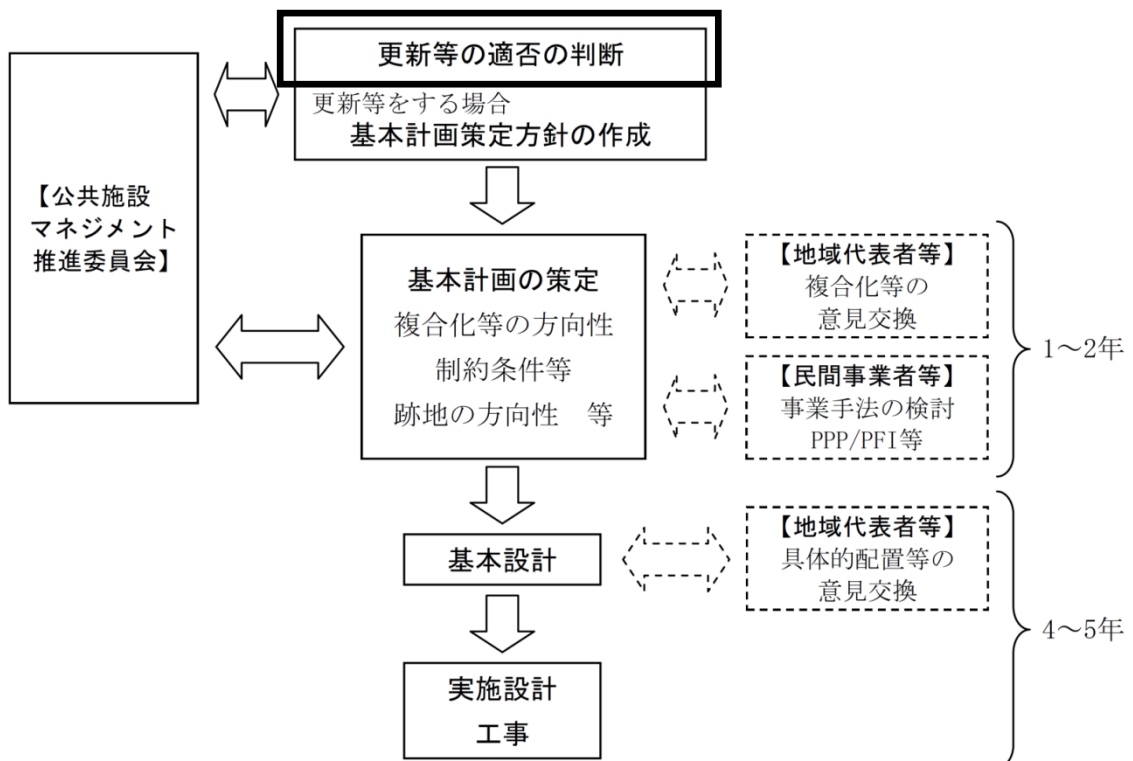 更新等の適否の判断
更新等をする場合
基本計画策定方針の作成
【公共施設
マネジメント
推進委員会】
基本計画の策定
複合化等の方向性
制約条件等
跡地の方向性　等
【地域代表者等】
複合化等の
意見交換
【民間事業者等】
事業手法の検討
PPP/PFI等
1～2年
基本設計
【地域代表者等】
具体的配置等の
意見交換
4～5年
実施設計
工事